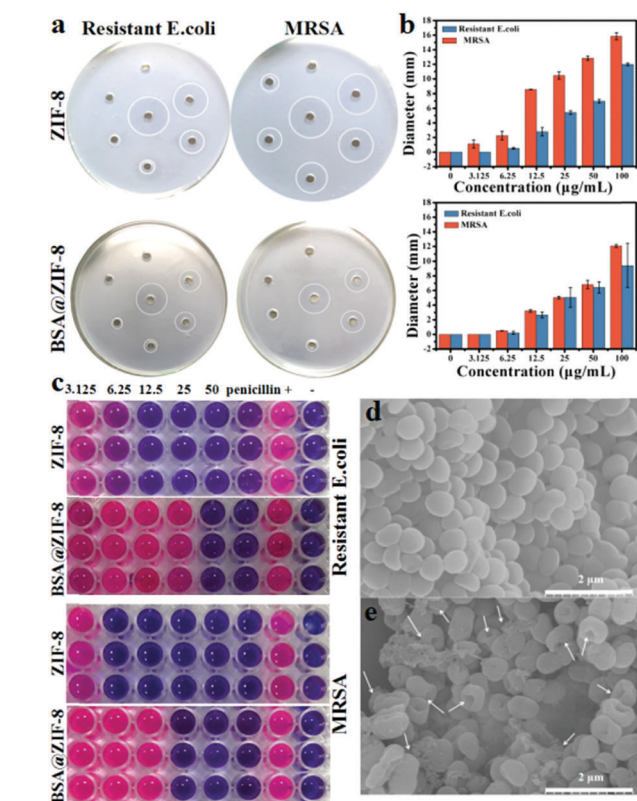 a
Resistant E.coli
MRSA
ZIF-8
BSA@ZIF-8
b
18
16
14
12
10
8
6
4
2
0
-2
Diameter (mm)
Resistant E.coli
MRSA
0 3.125 6.25 12.5 25 50 100
Concentration (µg/mL)
18
16
14
12
10
8
6
4
2
0
-2
Diameter (mm)
Resistant E.coli
MRSA
0 3.125 6.25 12.5 25 50 100
Concentration (µg/mL)
c
3.125 6.25 12.5 25 50 penicillin + -
ZIF-8
BSA@ZIF-8
Resistant E.coli
ZIF-8
BSA@ZIF-8
MRSA
d
2 µm
e
2 µm